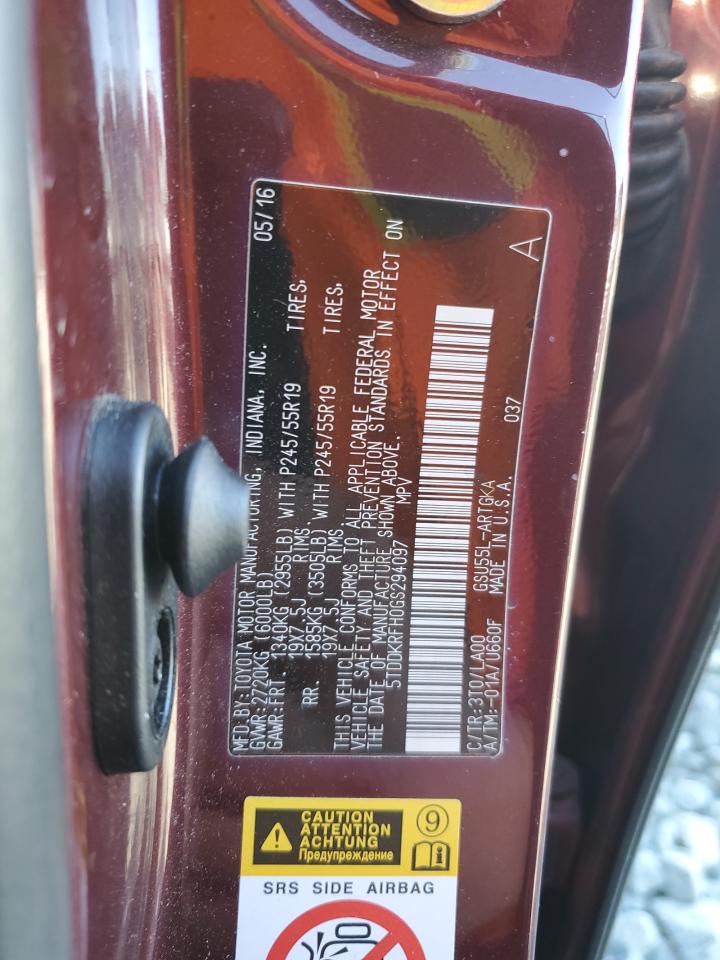 05/16
MFD BY:TOYOTA MOTOR MANUFACTURING, INDIANA, INC.
GVWR:2720KG (6000LB)
GAWR:FRT. 1340KG (2955LB) WITH P245/55R19 TIRES,
19X7.5J RIMS
RR. 1585KG (3505LB) WITH P245/55R19 TIRES,
19X7.5J RIMS
THIS VEHICLE CONFORMS TO ALL APPLICABLE FEDERAL MOTOR
VEHICLE SAFETY AND THEFT PREVENTION STANDARDS IN EFFECT ON
THE DATE OF MANUFACTURE SHOWN ABOVE.
5TDDKRFH0GS294097 MPV
037
C/TR:3T0/LA00 GSU55L-ARTGKA
A/TM:-01A/U660F MADE IN U.S.A.
A
CAUTION
ATTENTION
ACHTUNG
Предупреждение
9
SRS SIDE AIRBAG